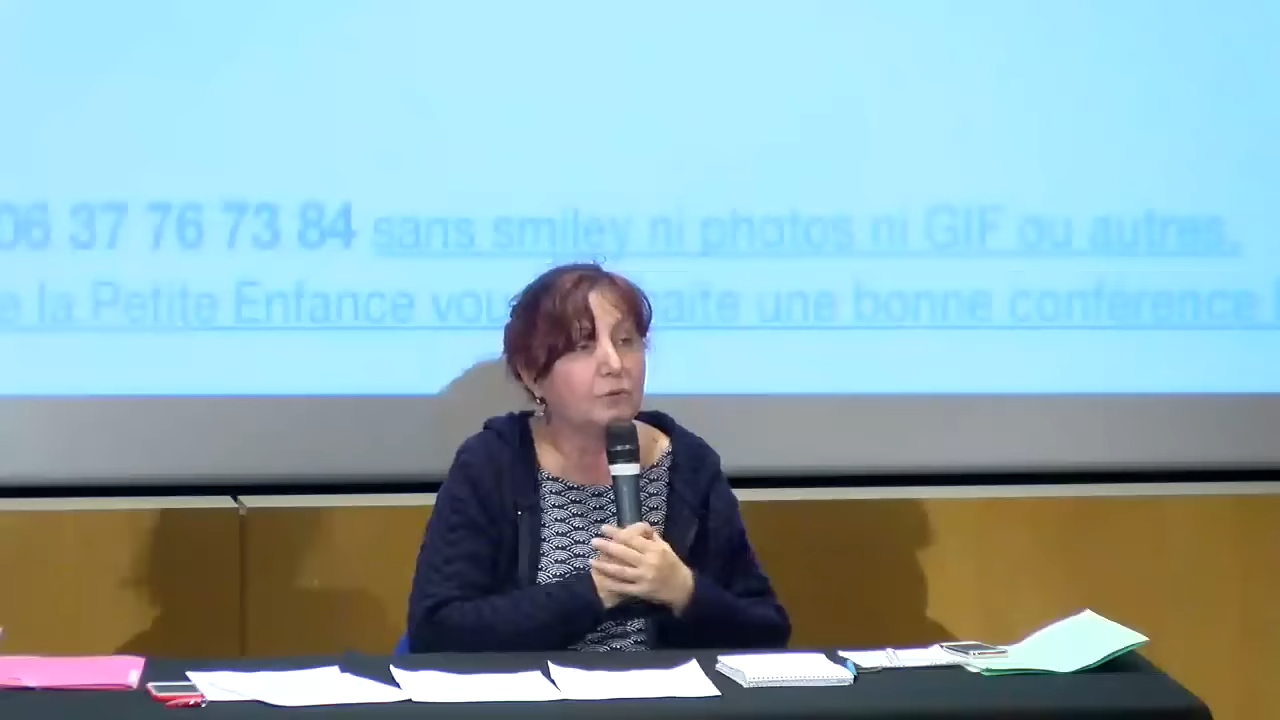 06 37 76 73 84 sans smiley ni photos ni GIF ou autres.
e la Petite Enfance vous aite une bonne conférence